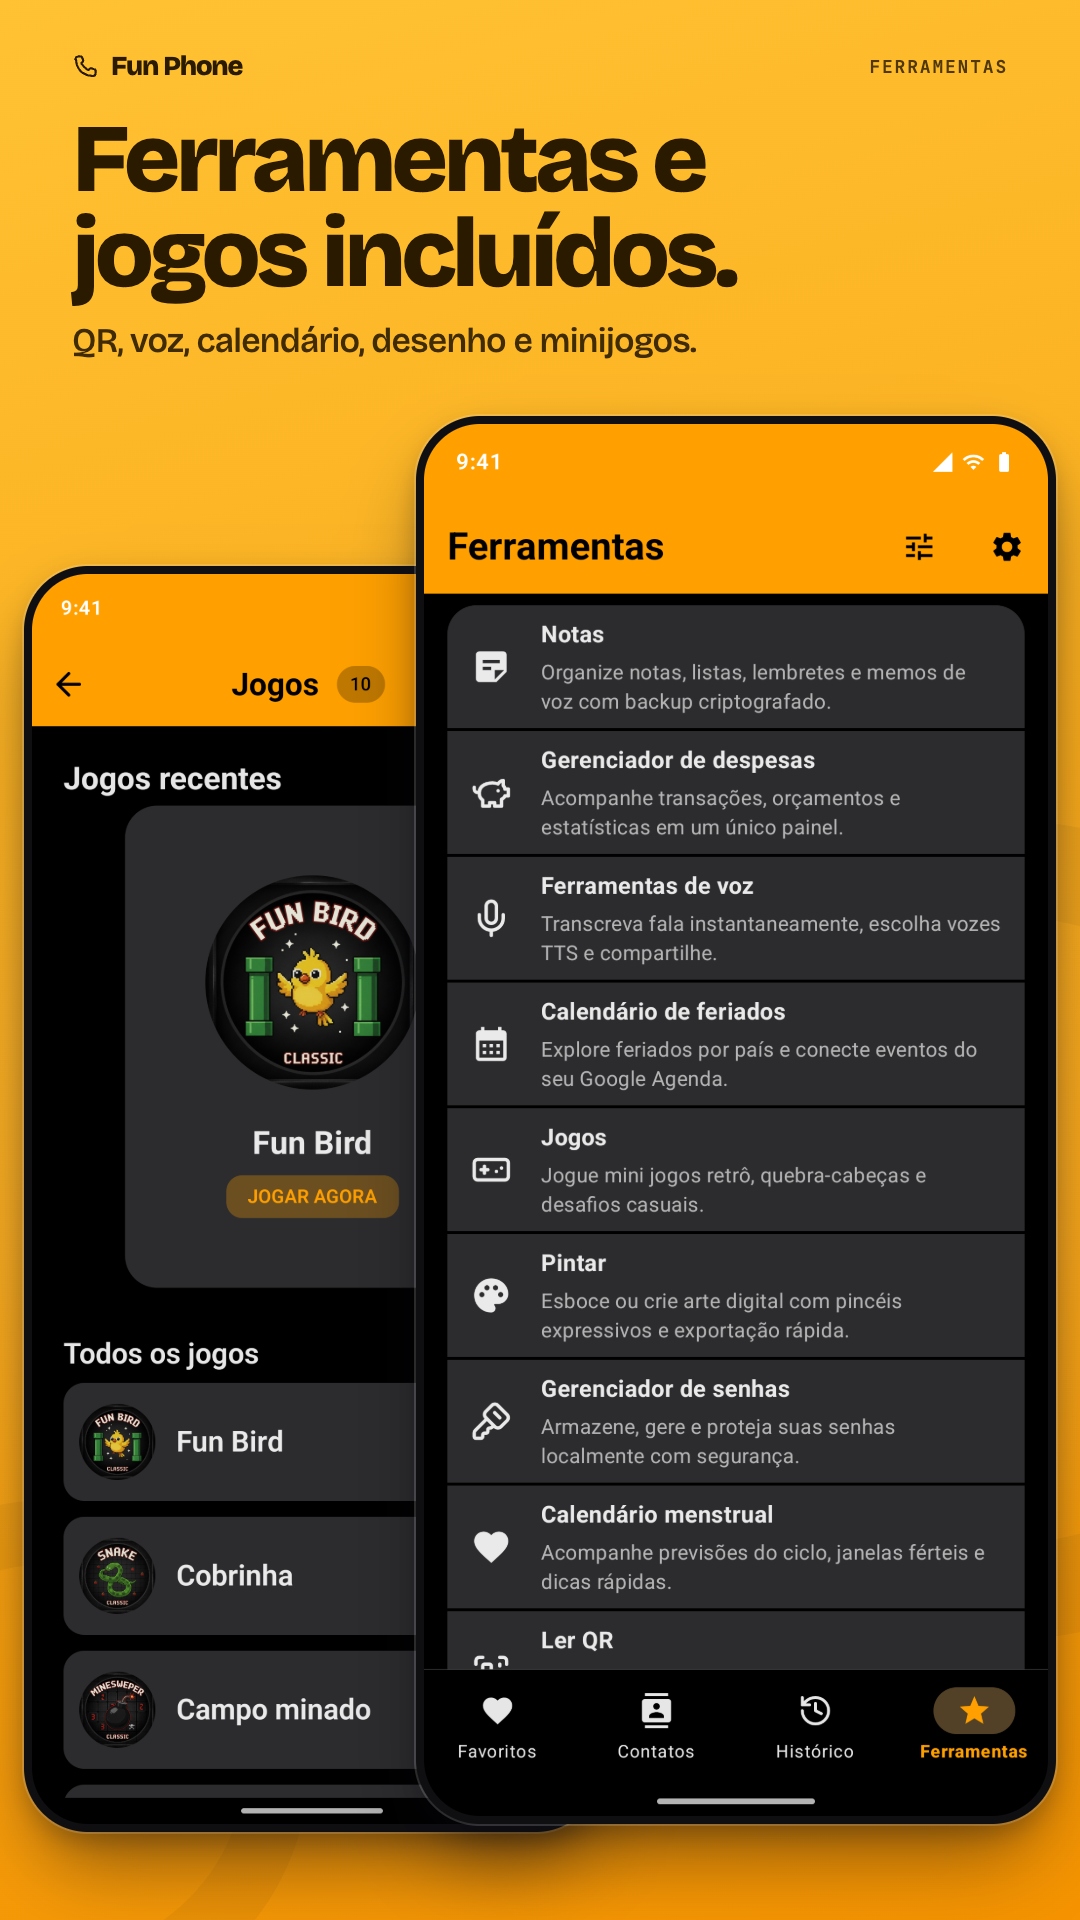 Fun Phone
FERRAMENTAS
Ferramentas e
jogos incluídos.
QR, voz, calendário, desenho e minijogos.
9:41
Jogos 10
Jogos recentes
FUN BIRD
CLASSIC
Fun Bird
JOGAR AGORA
Todos os jogos
FUN BIRD
CLASSIC
Fun Bird
SNAKE
CLASSIC
Cobrinha
MINESWEPER
CLASSIC
Campo minado
9:41
Ferramentas
Notas
Organize notas, listas, lembretes e memos de
voz com backup criptografado.
Gerenciador de despesas
Acompanhe transações, orçamentos e
estatísticas em um único painel.
Ferramentas de voz
Transcreva fala instantaneamente, escolha vozes
TTS e compartilhe.
Calendário de feriados
Explore feriados por país e conecte eventos do
seu Google Agenda.
Jogos
Jogue mini jogos retrô, quebra-cabeças e
desafios casuais.
Pintar
Esboce ou crie arte digital com pincéis
expressivos e exportação rápida.
Gerenciador de senhas
Armazene, gere e proteja suas senhas
localmente com segurança.
Calendário menstrual
Acompanhe previsões do ciclo, janelas férteis e
dicas rápidas.
Ler QR
Favoritos
Contatos
Histórico
Ferramentas